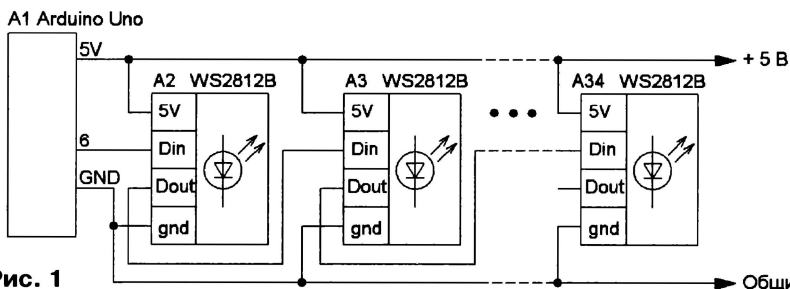 A1 Arduino Uno
5V
+ 5 В
A2 WS2812B
A3 WS2812B
A34 WS2812B
5V
5V
5V
6
Din
Din
Din
GND
Dout
Dout
Dout
gnd
gnd
gnd
Рис. 1